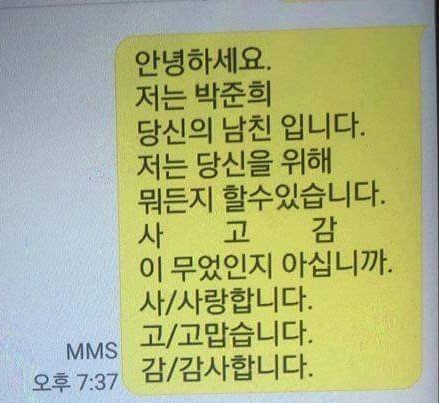 안녕하세요.
저는 박준희
당신의 남친 입니다.
저는 당신을 위해
뭐든지 할수있습니다.
사 고 감
이 무었인지 아십니까.
사/사랑합니다.
고/고맙습니다.
감/감사합니다.
MMS
오후 7:37